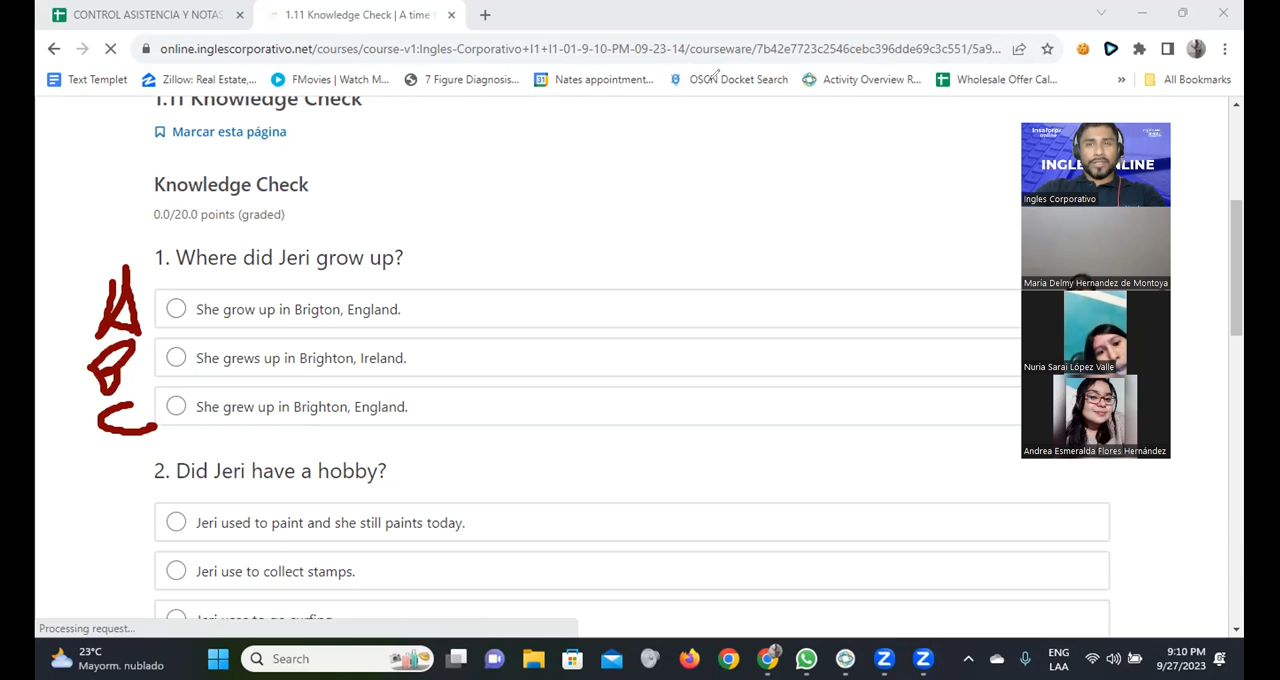 CONTROL ASISTENCIA Y NOTAS
1.11 Knowledge Check | A time
online.inglescorporativo.net/courses/course-v1:Ingles-Corporativo+I1+I1-01-9-10-PM-09-23-14/courseware/7b42e7723c2546cebc396dde69c3c551/5a9...
Text Templet
Zillow: Real Estate,...
FMovies | Watch M...
7 Figure Diagnosis...
Nates appointment...
OSCN Docket Search
Activity Overview R...
Wholesale Offer Cal...
»
All Bookmarks
1.11 Knowledge Check
Marcar esta página
Knowledge Check
0.0/20.0 points (graded)
1. Where did Jeri grow up?
A
She grow up in Brigton, England.
B
She grews up in Brighton, Ireland.
C
She grew up in Brighton, England.
2. Did Jeri have a hobby?
Jeri used to paint and she still paints today.
Jeri use to collect stamps.
Ingles Corporativo
Maria Delmy Hernandez de Montoya
Nuria Sarai López Valle
Andrea Esmeralda Flores Hernández
Processing request...
23°C
Mayorm. nublado
Search
ENG
LAA
9:10 PM
9/27/2023